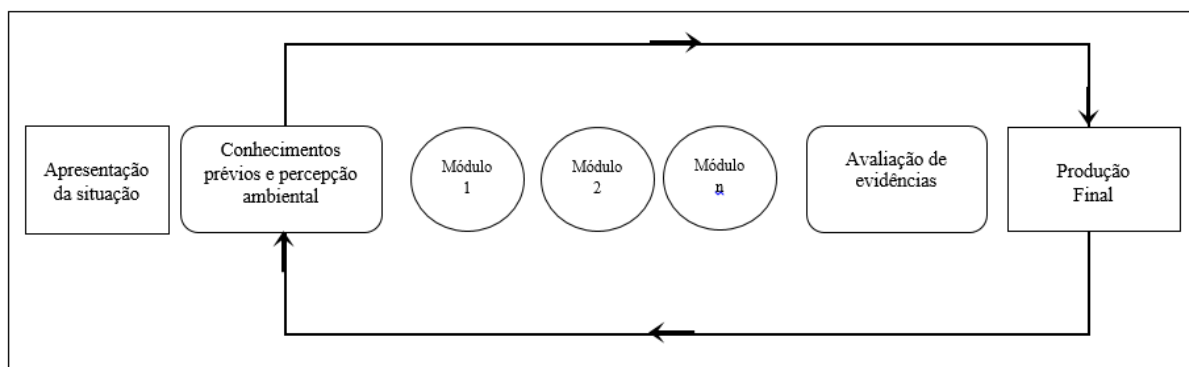 Apresentação
da situação
Conhecimentos
prévios e percepção
ambiental
Módulo
1
Módulo
2
Módulo
n
Avaliação de
evidências
Produção
Final